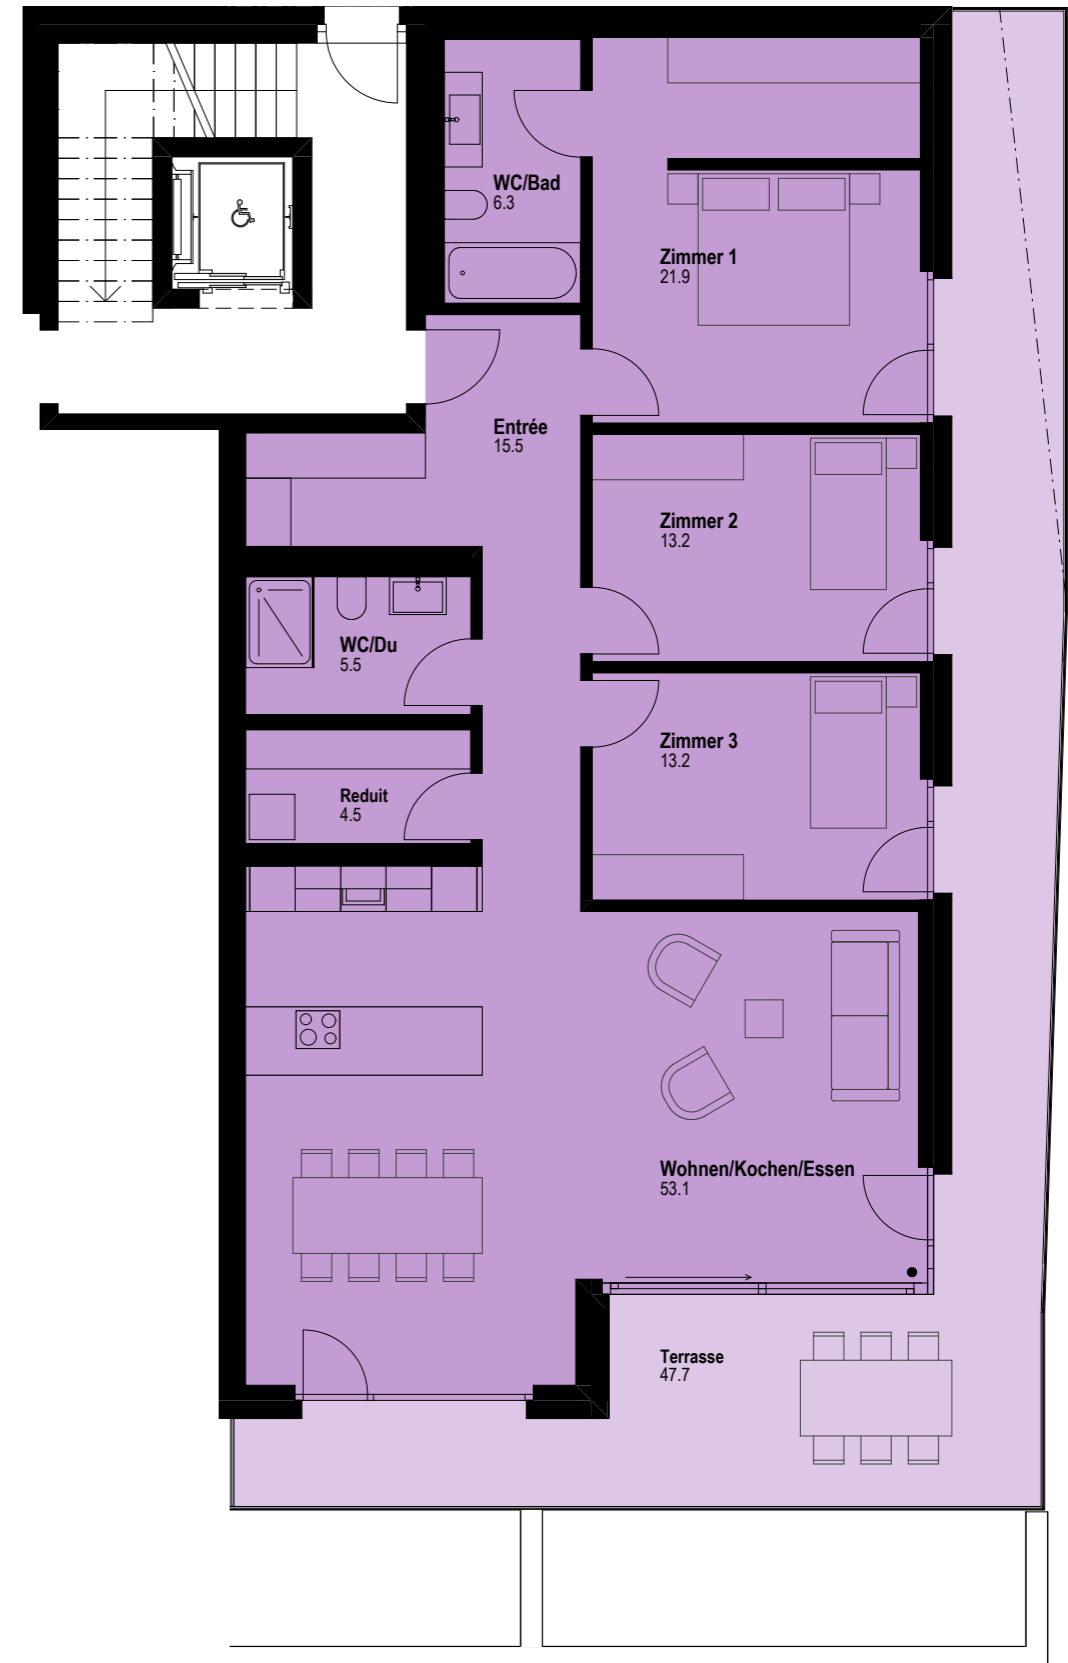 WC/Bad
6.3
Zimmer 1
21.9
Entrée
15.5
Zimmer 2
13.2
WC/Du
5.5
Zimmer 3
13.2
Reduit
4.5
Wohnen/Kochen/Essen
53.1
Terrasse
47.7